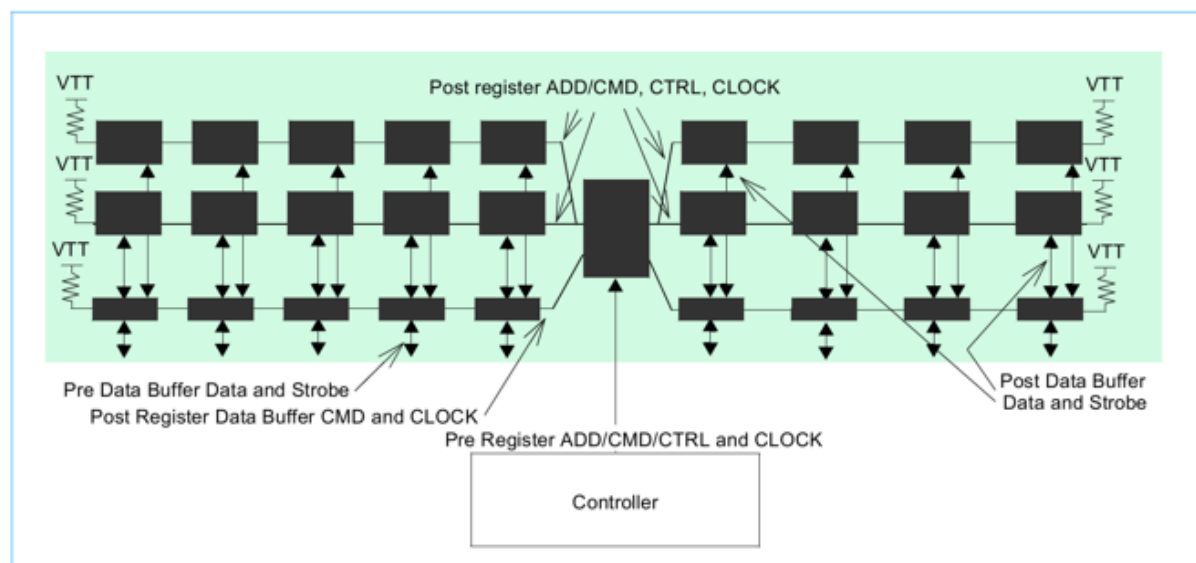 VTT
Post register ADD/CMD, CTRL, CLOCK
VTT
VTT
VTT
VTT
VTT
Pre Data Buffer Data and Strobe
Post Register Data Buffer CMD and CLOCK
Post Data Buffer
Data and Strobe
Pre Register ADD/CMD/CTRL and CLOCK
Controller